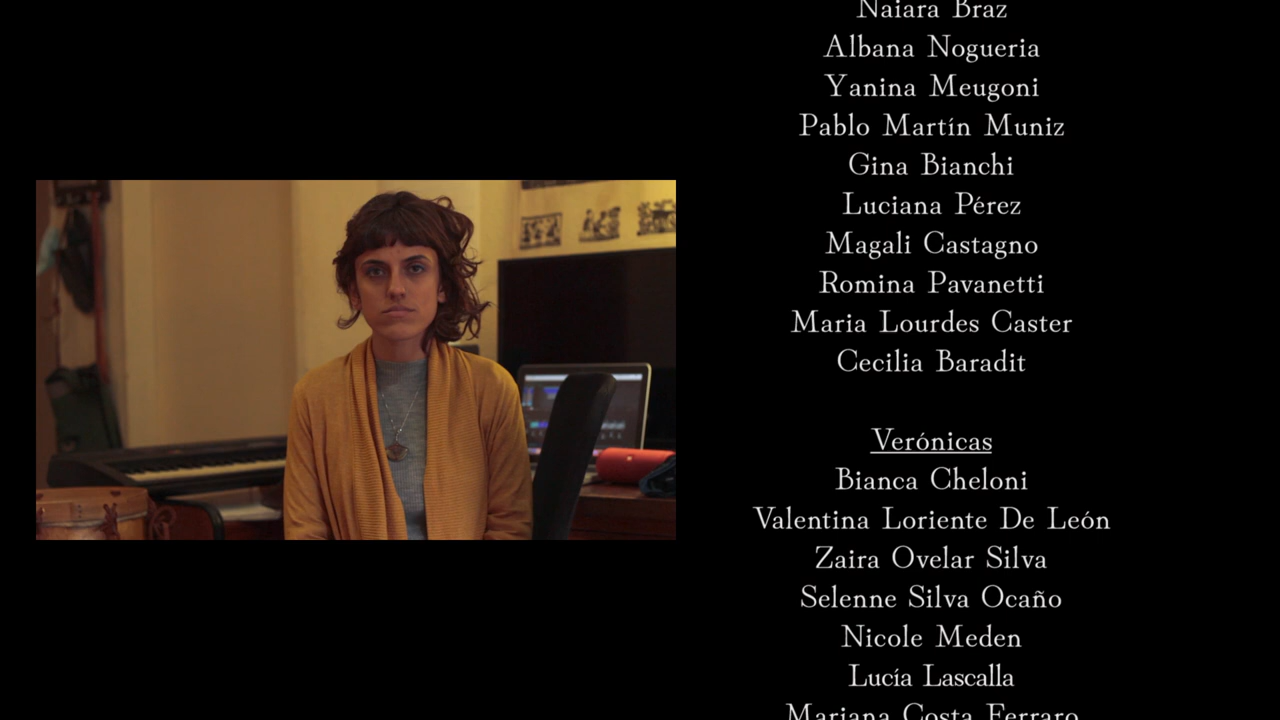 Naiara Braz
Albana Nogueria
Yanina Meugoni
Pablo Martín Muniz
Gina Bianchi
Luciana Pérez
Magali Castagno
Romina Pavanetti
Maria Lourdes Caster
Cecilia Baradit
Verónicas
Bianca Cheloni
Valentina Loriente De León
Zaira Ovelar Silva
Selenne Silva Ocaño
Nicole Meden
Lucía Lascalla
Mariana Costa Ferraro